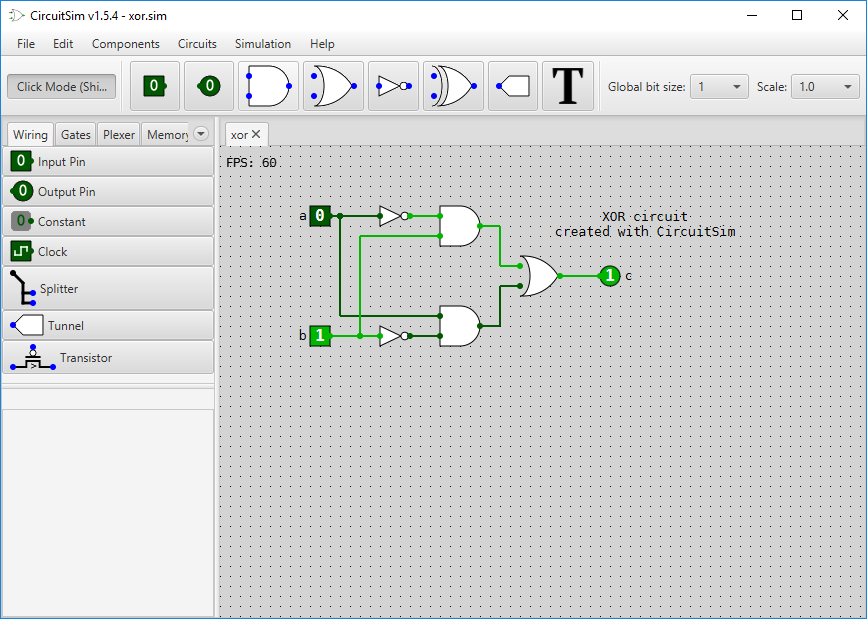 CircuitSim v1.5.4 - xor.sim
File Edit Components Circuits Simulation Help
Click Mode (Shi... 0 0 T Global bit size: 1 Scale: 1.0
Wiring Gates Plexer Memory
xor
FPS: 60
0 Input Pin
0 Output Pin
0 Constant
Clock
Splitter
Tunnel
> Transistor
a 0
XOR circuit
created with CircuitSim
1 c
b 1